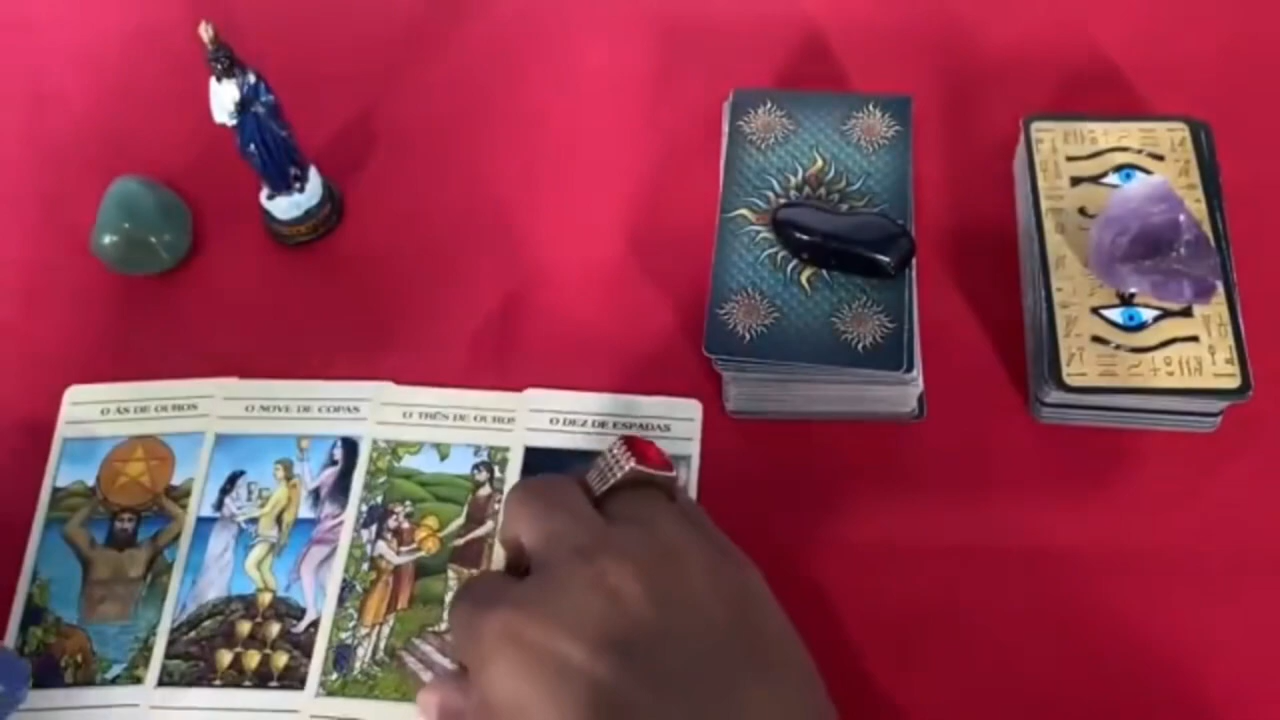 O ÁS DE OUROS
O NOVE DE COPAS
O TRÊS DE OUROS
O DEZ DE ESPADAS